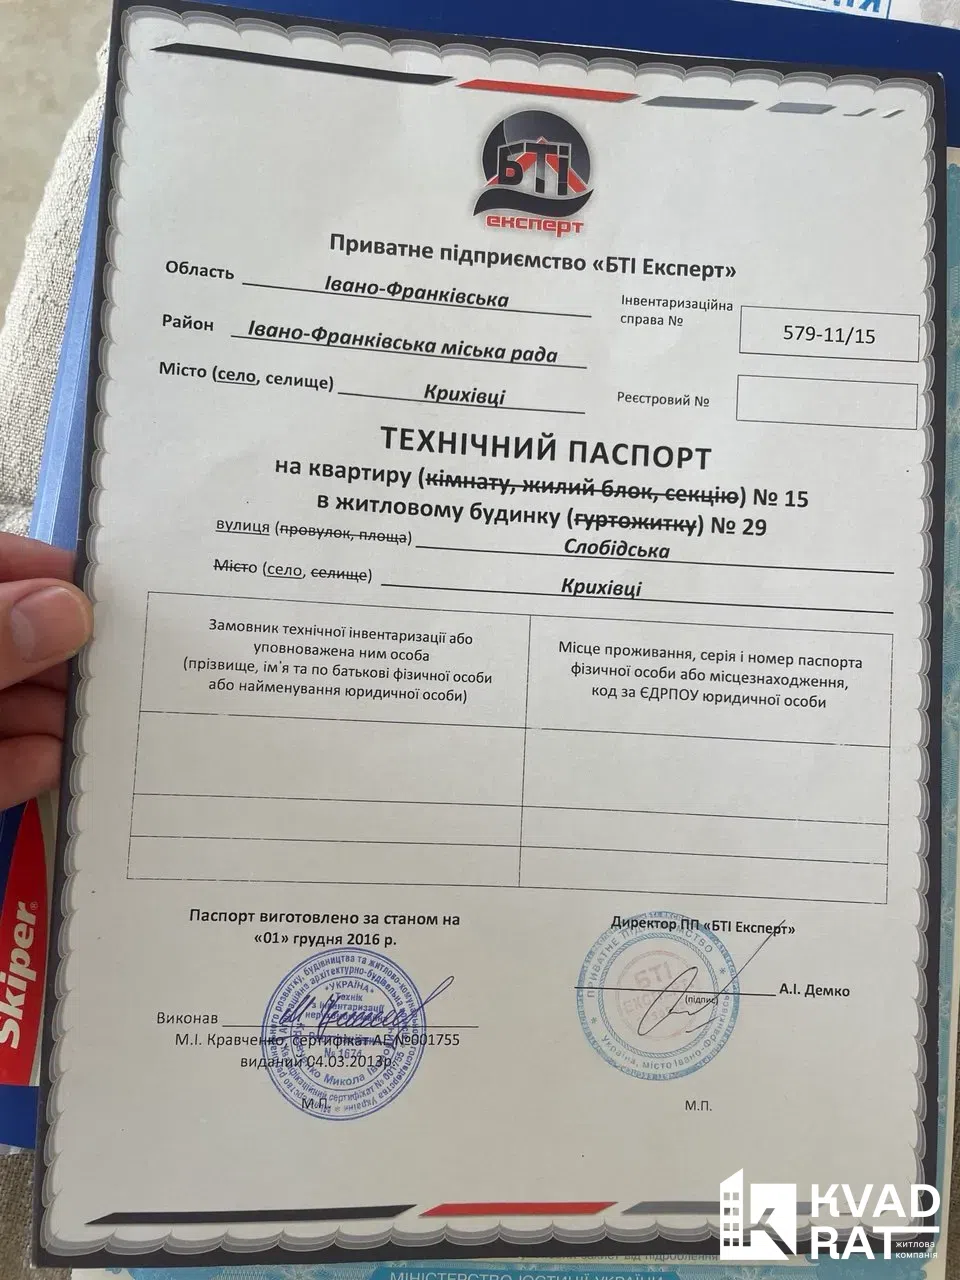 БТІ
експерт
Приватне підприємство «БТІ Експерт»
Область Івано-Франківська
Інвентаризаційна
справа № 579-11/15
Район Івано-Франківська міська рада
Місто (село, селище) Крихівці
Реєстровий №
ТЕХНІЧНИЙ ПАСПОРТ
на квартиру (кімнату, жилий блок, секцію) № 15
в житловому будинку (гуртожитку) № 29
вулиця (провулок, площа) Слобідська
Місто (село, селище) Крихівці
Замовник технічної інвентаризації або
уповноважена ним особа
(прізвище, ім'я та по батькові фізичної особи
або найменування юридичної особи)
Місце проживання, серія і номер паспорта
фізичної особи або місцезнаходження,
код за ЄДРПОУ юридичної особи
Паспорт виготовлено за станом на
«01» грудня 2016 р.
Виконав
М.І. Кравченко, сертифікат АЕ №001755
виданий 04.03.2013р.
М.П.
Директор ПП «БТІ Експерт»
А.І. Демко
(підпис)
М.П.
Skiper
KVAD
RAT
житлова
компанія
МІНІСТЕРСТВО ЮСТИЦІЇ УКРАЇНИ